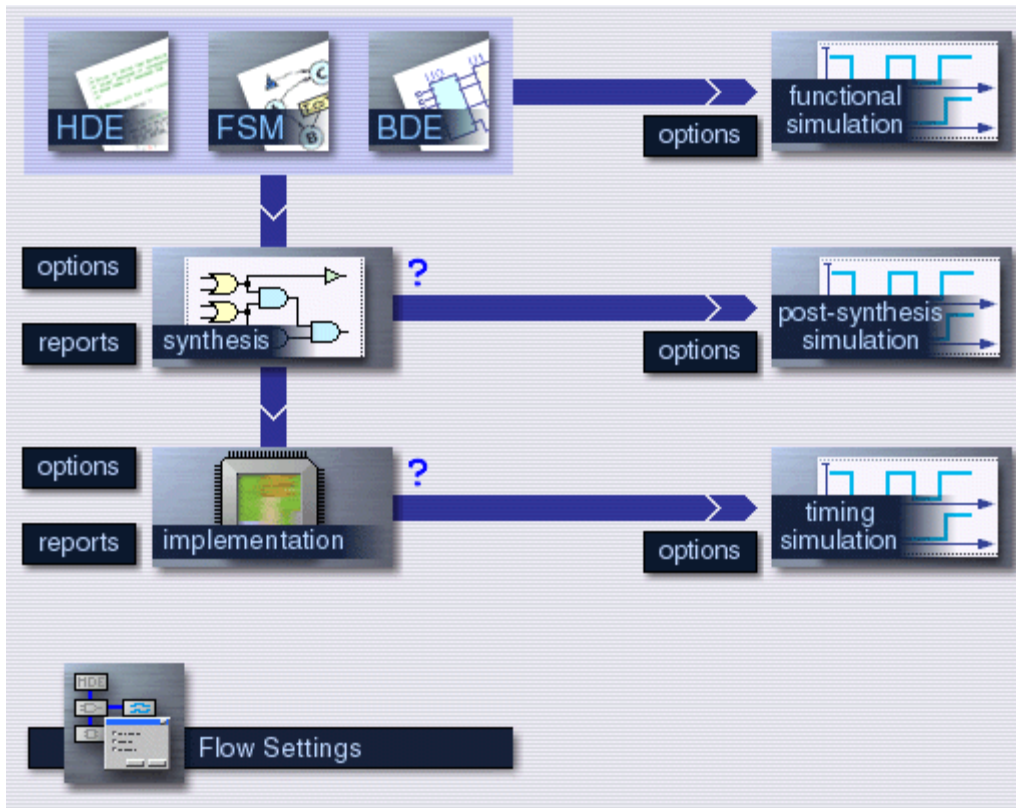 HDE
FSM
BDE
functional
simulation
options
options
synthesis
?
post-synthesis
simulation
reports
options
options
implementation
?
timing
simulation
reports
options
HDE
Flow Settings